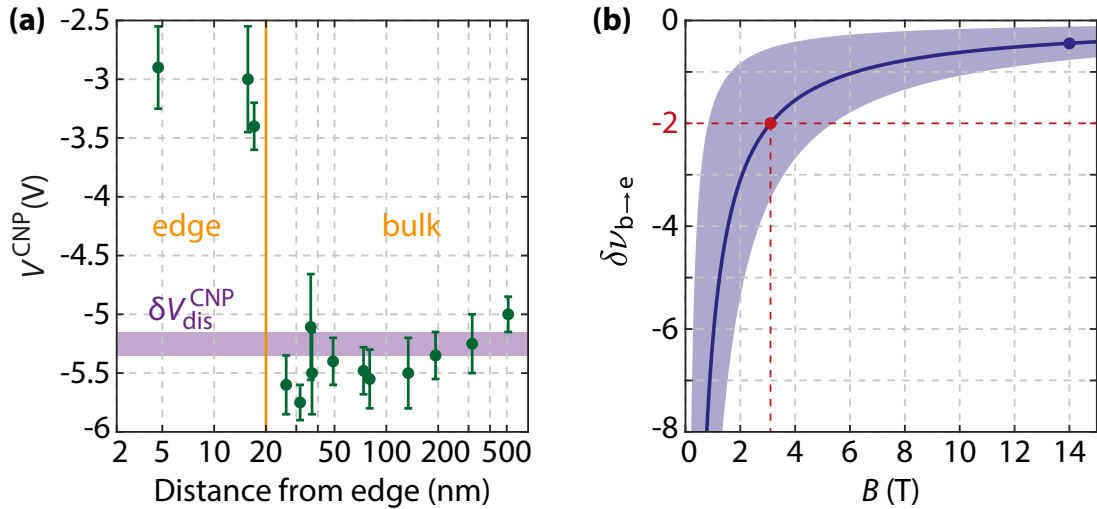 (a)
-2.5
-3
-3.5
-4
-4.5
-5
-5.5
-6
V^CNP (V)
edge
bulk
δV_dis^CNP
2 5 10 20 50 100 200 500
Distance from edge (nm)
(b)
0
-2
-4
-6
-8
δν_b→e
0 2 4 6 8 10 12 14
B (T)